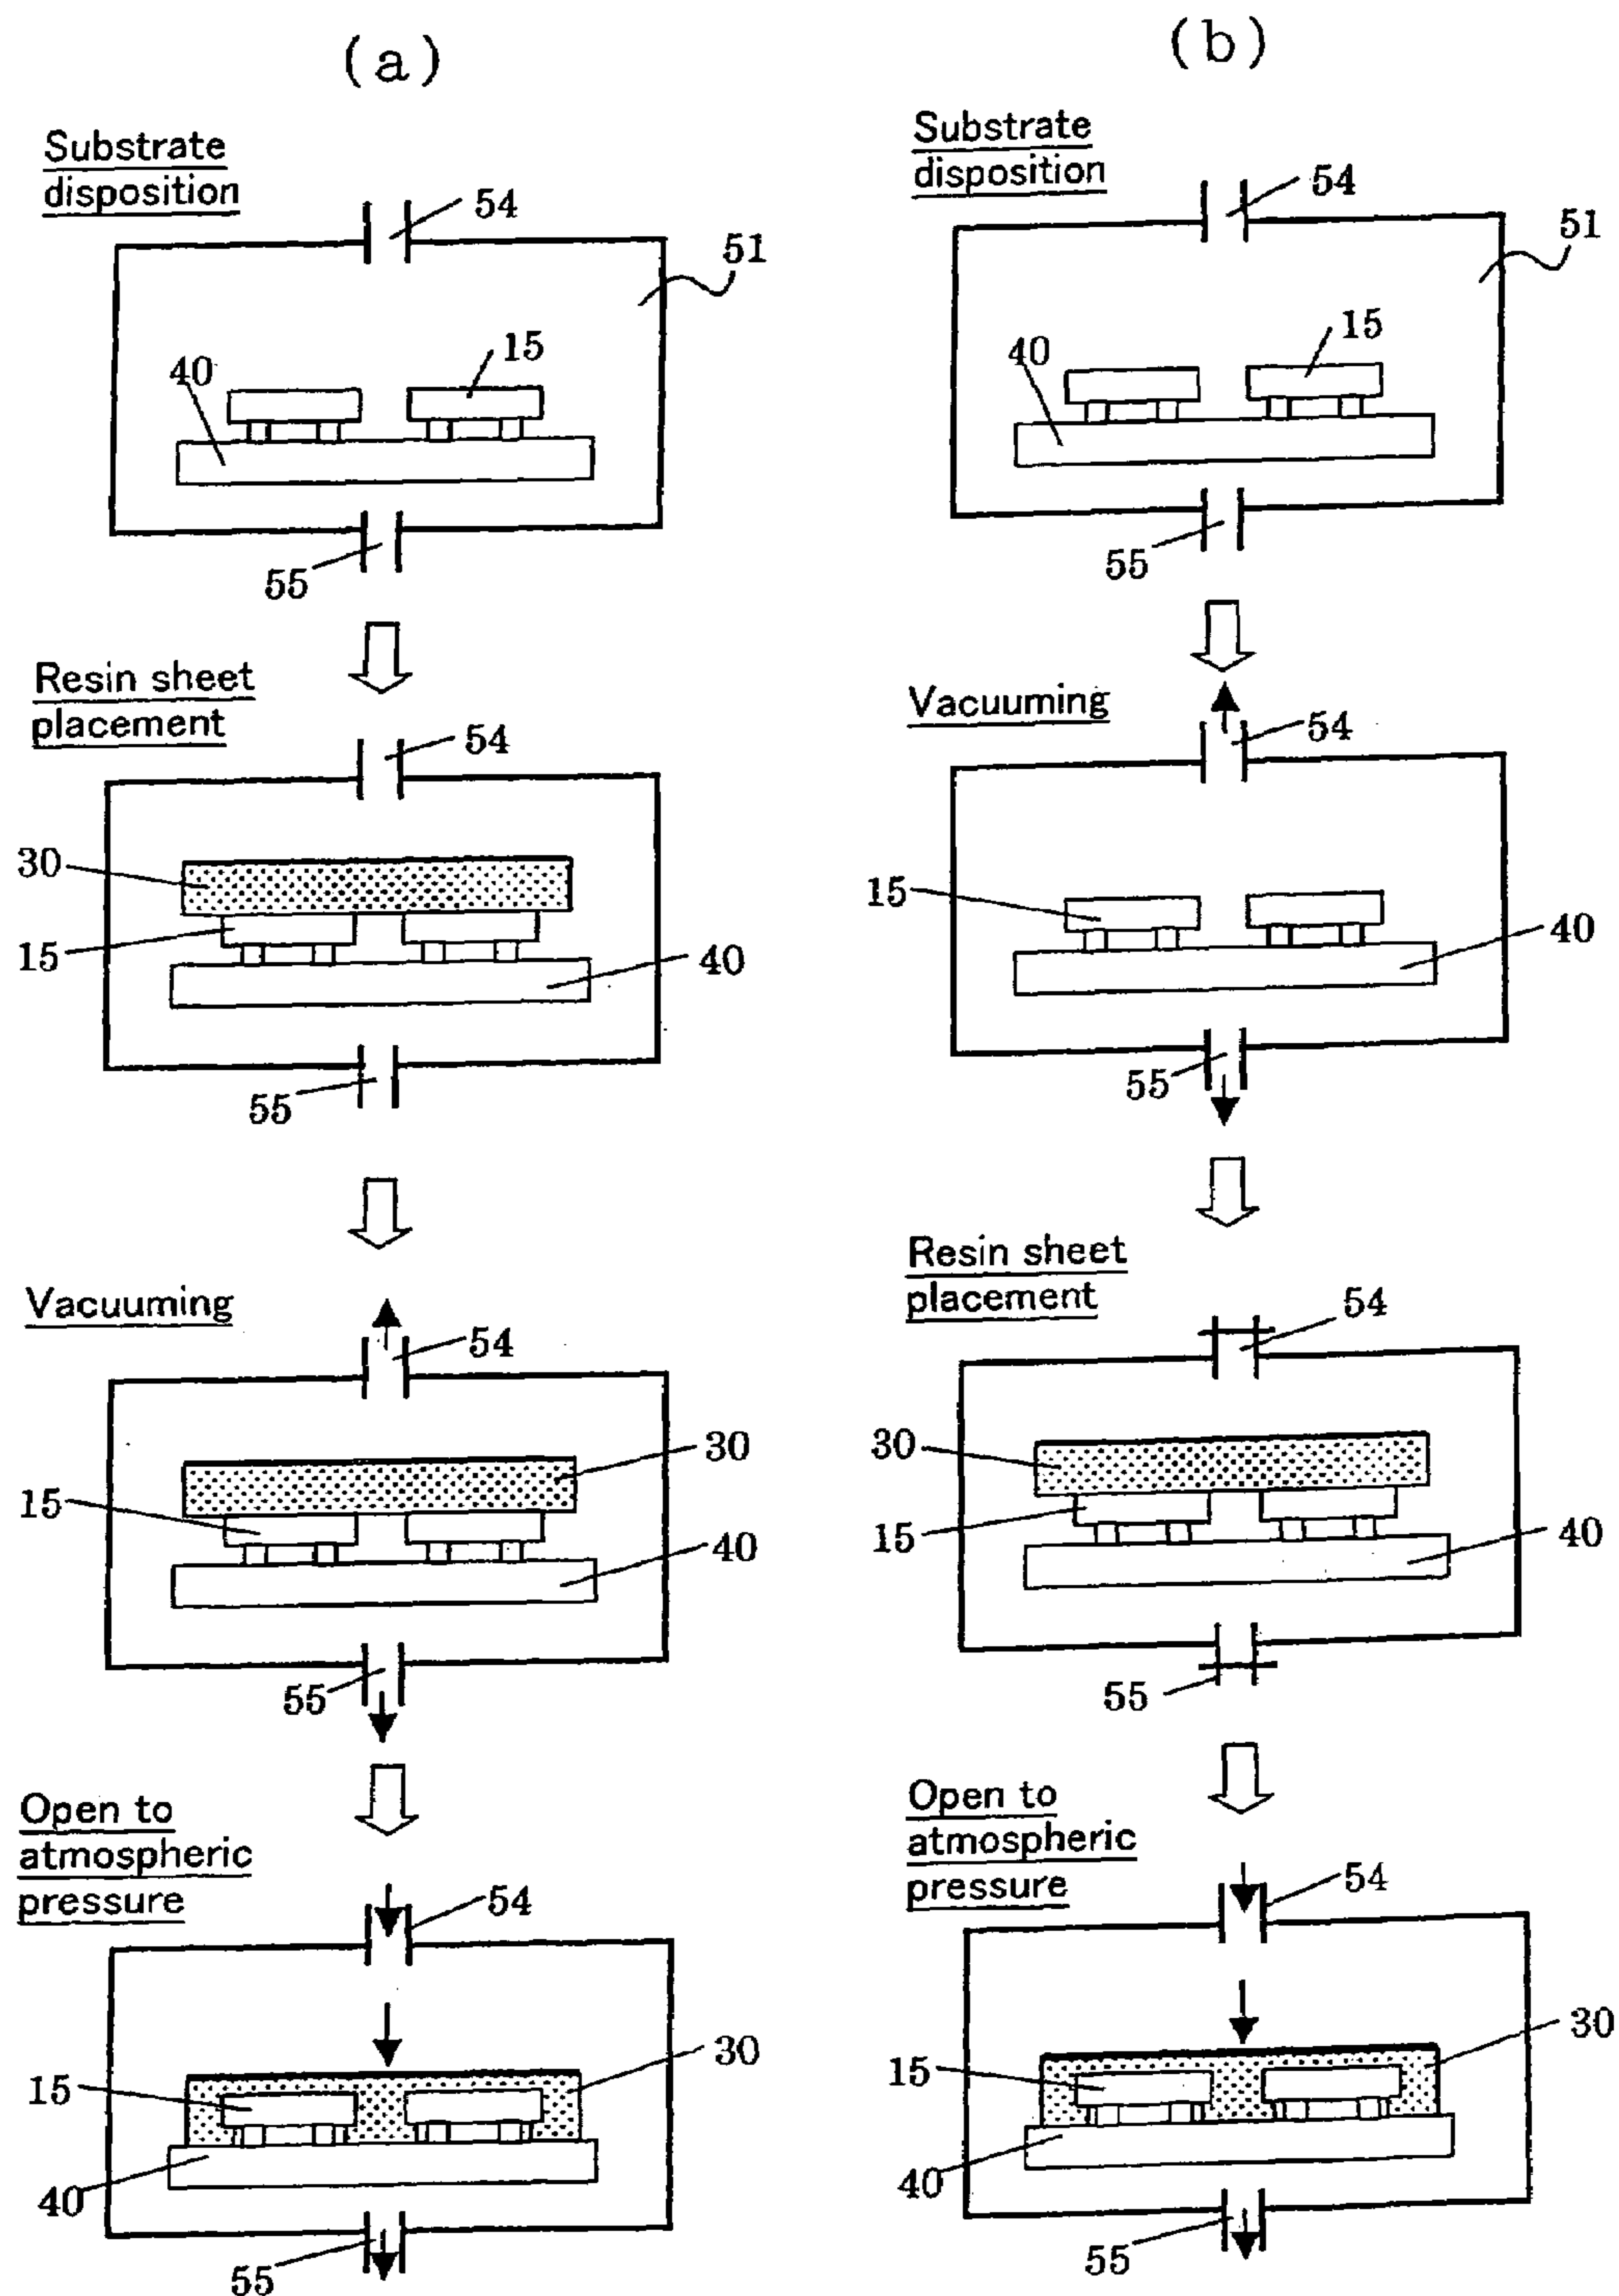 (a)
Substrate
disposition
54
51
15
40
55
Resin sheet
placement
54
30
15
40
55
Vacuuming
54
30
15
40
55
Open to
atmospheric
pressure
54
30
15
40
55
(b)
Substrate
disposition
54
51
15
40
55
Vacuuming
54
15
40
55
Resin sheet
placement
54
30
15
40
55
Open to
atmospheric
pressure
54
30
15
40
55